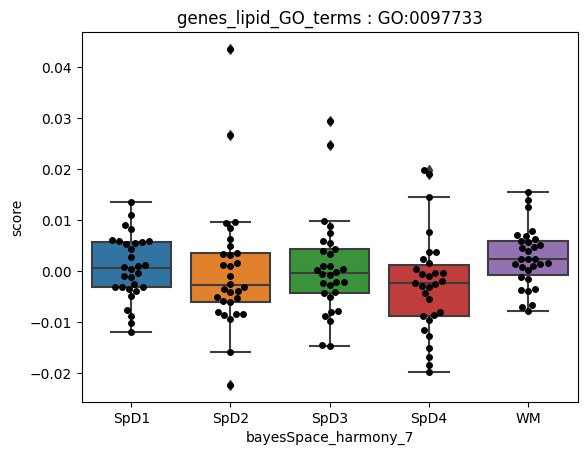 genes_lipid_GO_terms : GO:0097733
0.04
0.03
0.02
0.01
0.00
−0.01
−0.02
score
SpD1 SpD2 SpD3 SpD4 WM
bayesSpace_harmony_7